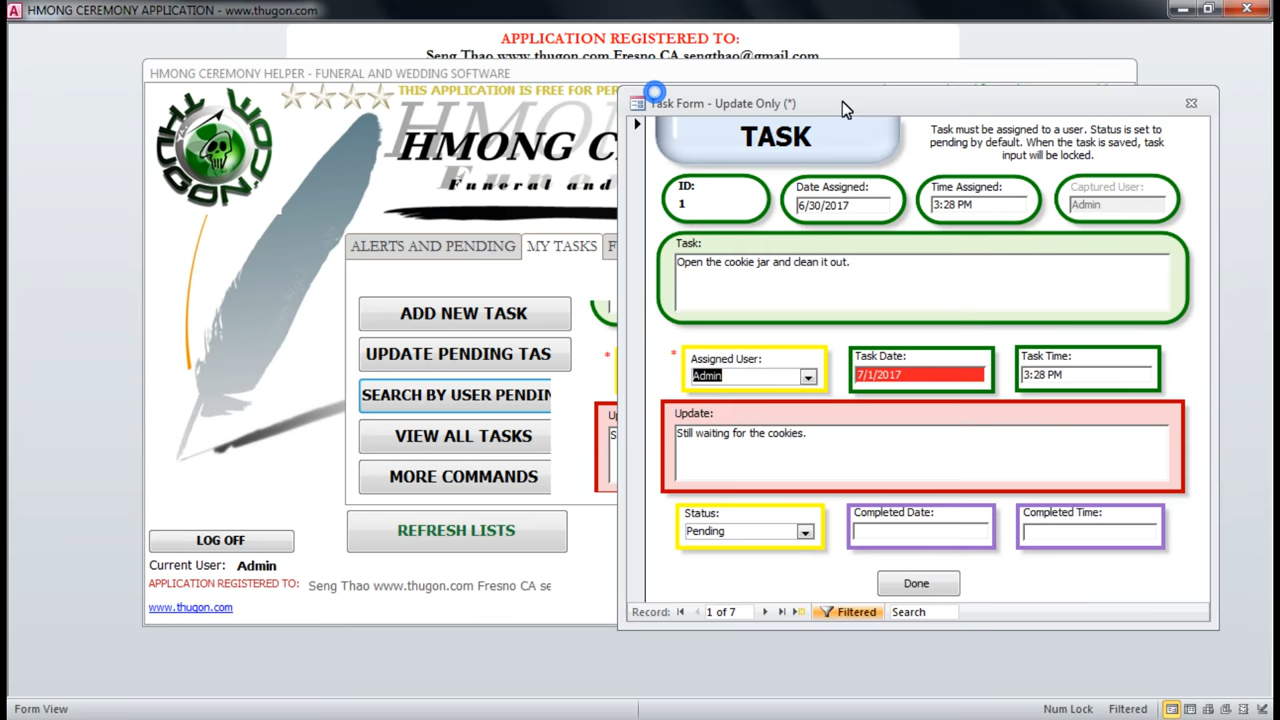 HMONG CEREMONY APPLICATION - www.thugon.com
APPLICATION REGISTERED TO:
Seng Thao www.thugon.com Fresno CA sengthao@gmail.com
HMONG CEREMONY HELPER - FUNERAL AND WEDDING SOFTWARE
THIS APPLICATION IS FREE FOR PER
HMONG C
Funeral and
THUGON.COM
ALERTS AND PENDING
MY TASKS
F
ADD NEW TASK
UPDATE PENDING TAS
SEARCH BY USER PENDIN
VIEW ALL TASKS
MORE COMMANDS
REFRESH LISTS
LOG OFF
Current User: Admin
APPLICATION REGISTERED TO: Seng Thao www.thugon.com Fresno CA se
www.thugon.com
Task Form - Update Only (*)
TASK
Task must be assigned to a user. Status is set to
pending by default. When the task is saved, task
input will be locked.
ID:
1
Date Assigned:
6/30/2017
Time Assigned:
3:28 PM
Captured User:
Admin
Task:
Open the cookie jar and clean it out.
* Assigned User:
Admin
Task Date:
7/1/2017
Task Time:
3:28 PM
Update:
Still waiting for the cookies.
Status:
Pending
Completed Date:
Completed Time:
Done
Record: 1 of 7 Filtered Search
Form View
Num Lock Filtered